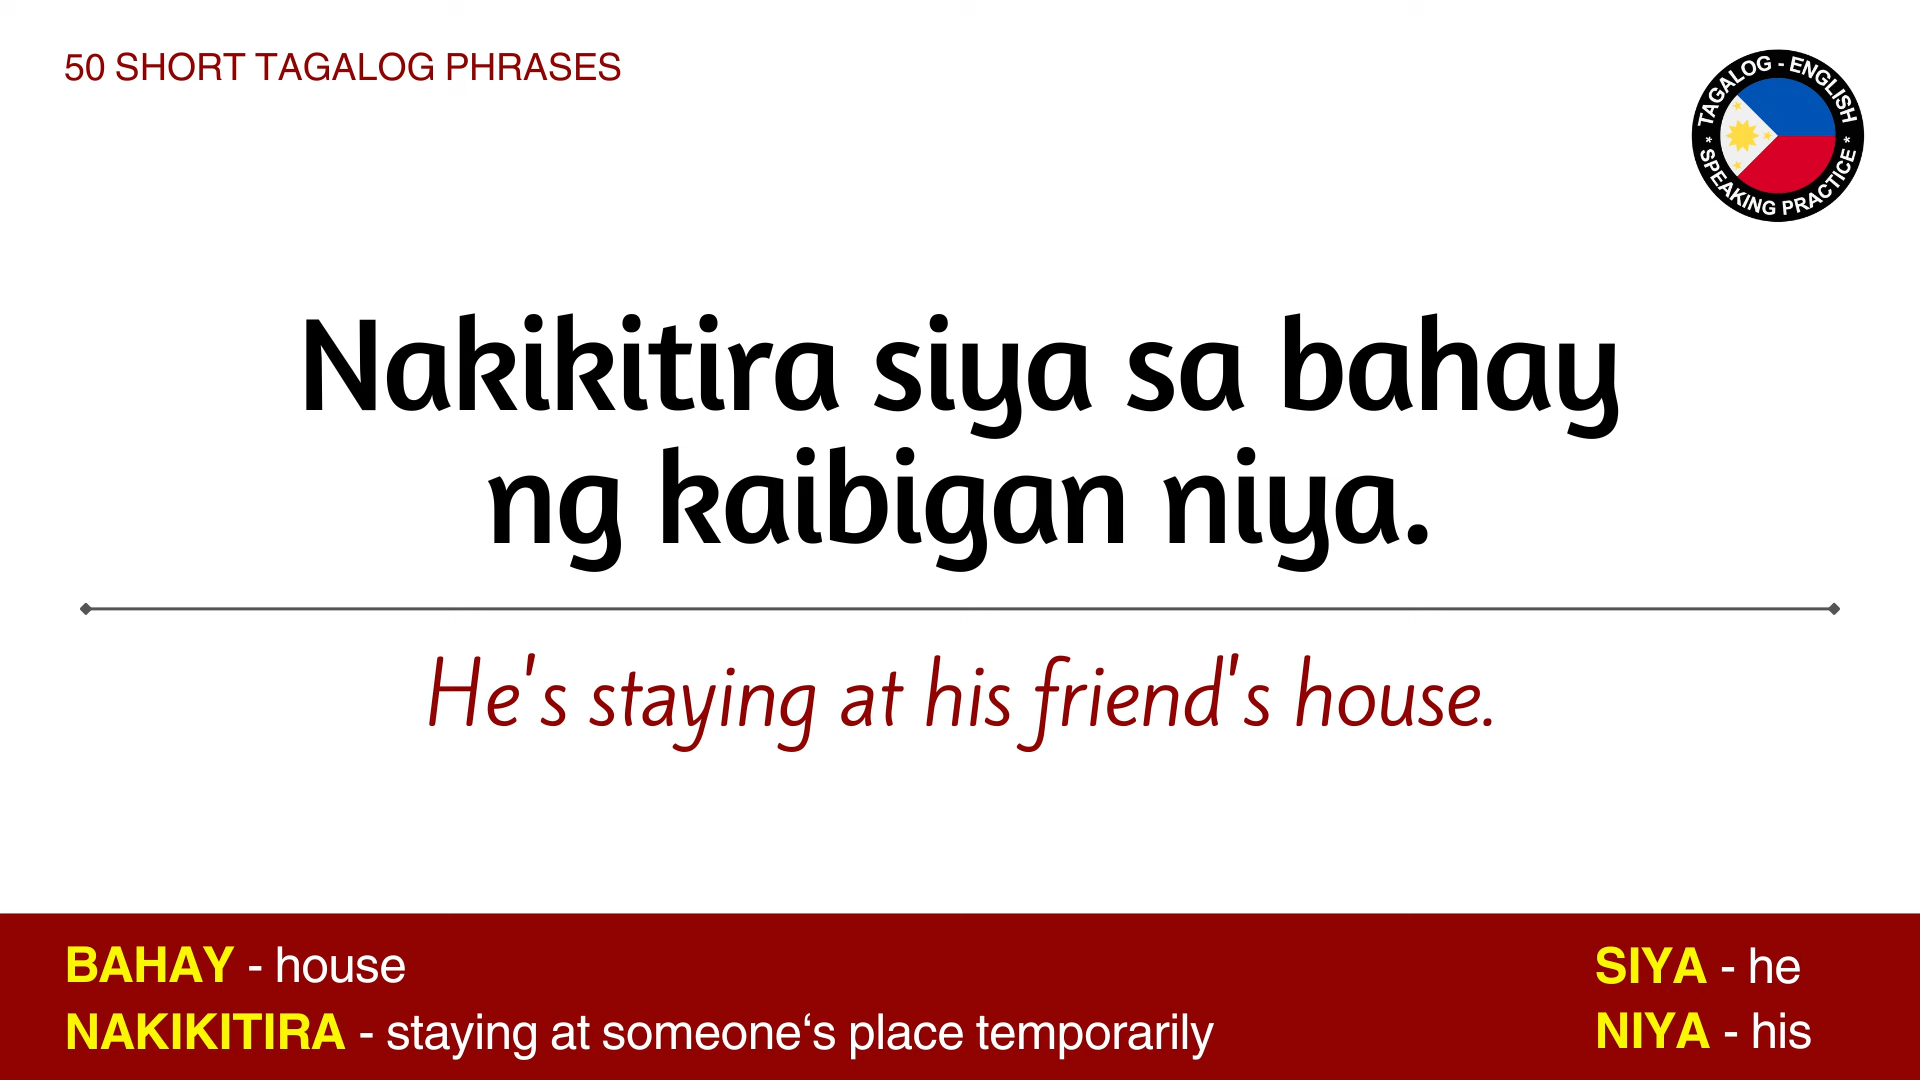 50 SHORT TAGALOG PHRASES
TAGALOG - ENGLISH
* SPEAKING PRACTICE *
Nakikitira siya sa bahay
ng kaibigan niya.
He's staying at his friend's house.
BAHAY - house
NAKIKITIRA - staying at someone‘s place temporarily
SIYA - he
NIYA - his